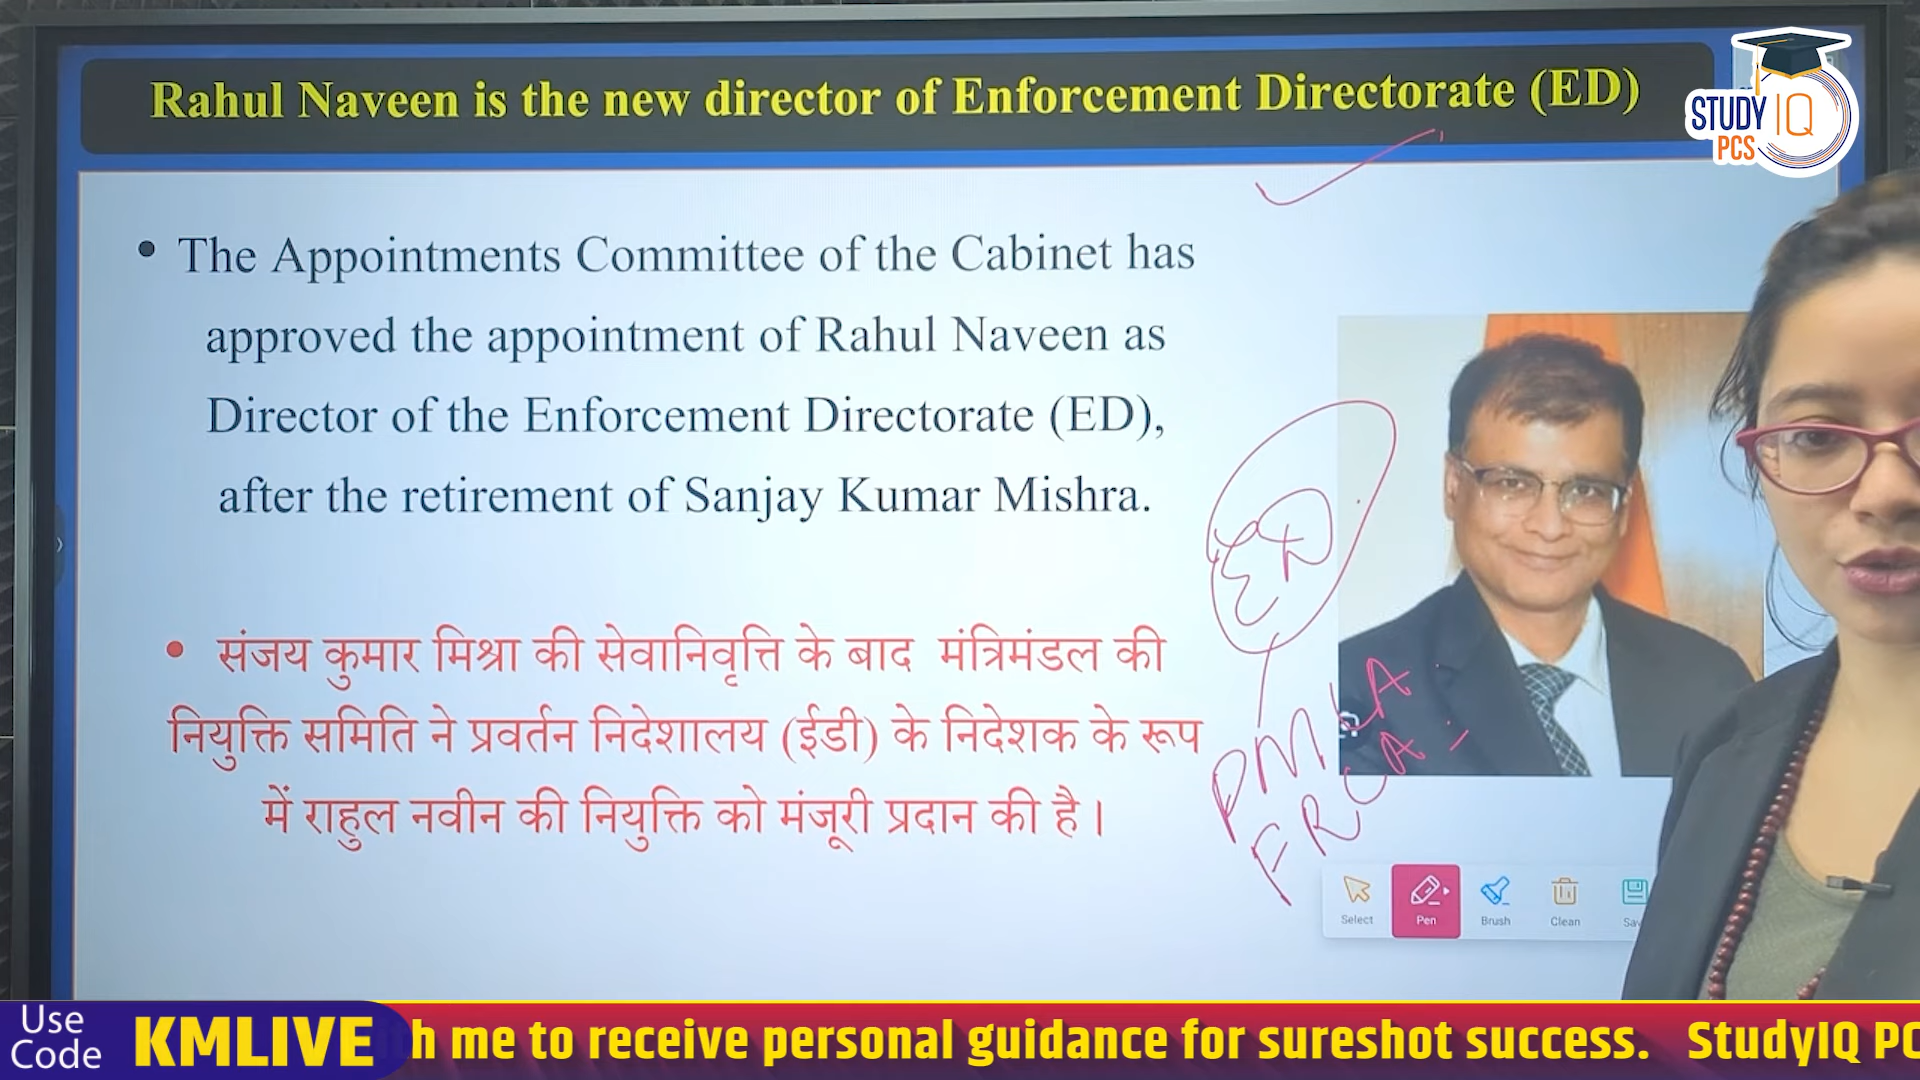 Rahul Naveen is the new director of Enforcement Directorate (ED)
STUDY IQ
PCS
• The Appointments Committee of the Cabinet has
approved the appointment of Rahul Naveen as
Director of the Enforcement Directorate (ED),
after the retirement of Sanjay Kumar Mishra.
ED
• संजय कुमार मिश्रा की सेवानिवृत्ति के बाद मंत्रिमंडल की
नियुक्ति समिति ने प्रवर्तन निदेशालय (ईडी) के निदेशक के रूप
में राहुल नवीन की नियुक्ति को मंजूरी प्रदान की है।
PMLA
FRCA
Select Pen Brush Clean
Use
Code
KMLIVE
me to receive personal guidance for sureshot success. StudyIQ PC